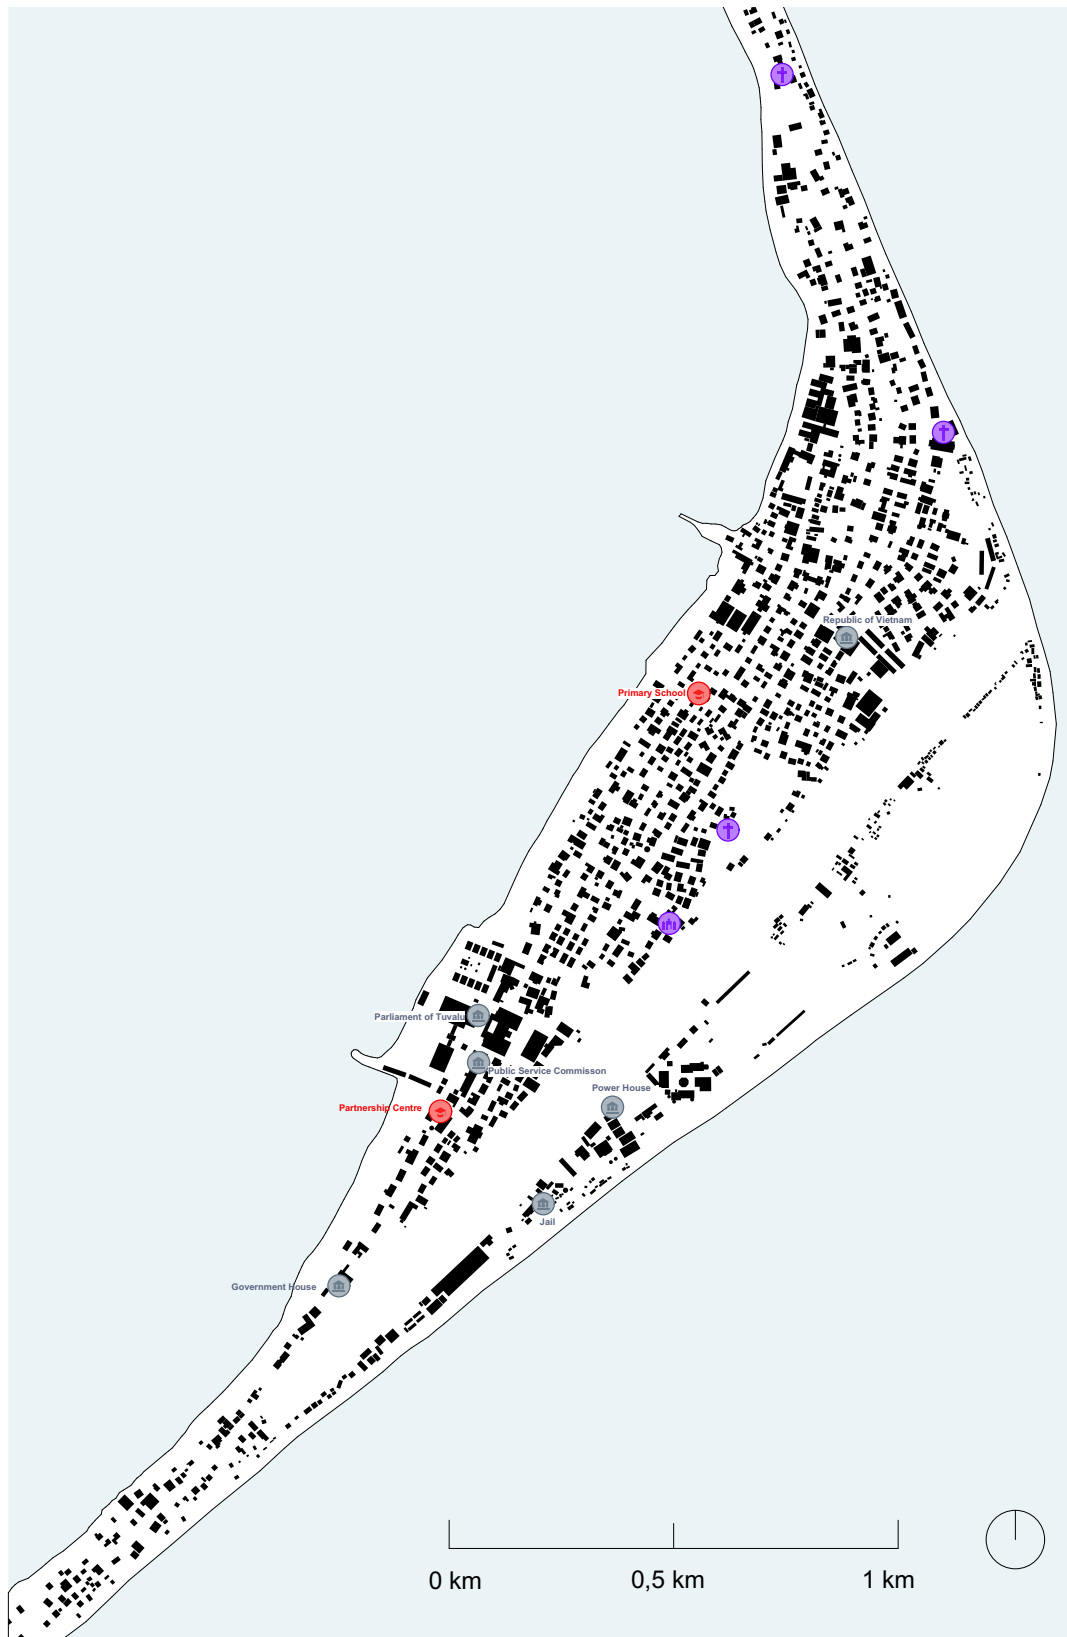 Republic of Vietnam
Primary School
Parliament of Tuvalu
Public Service Commisson
Power House
Partnership Centre
Jail
Government House
0 km
0,5 km
1 km